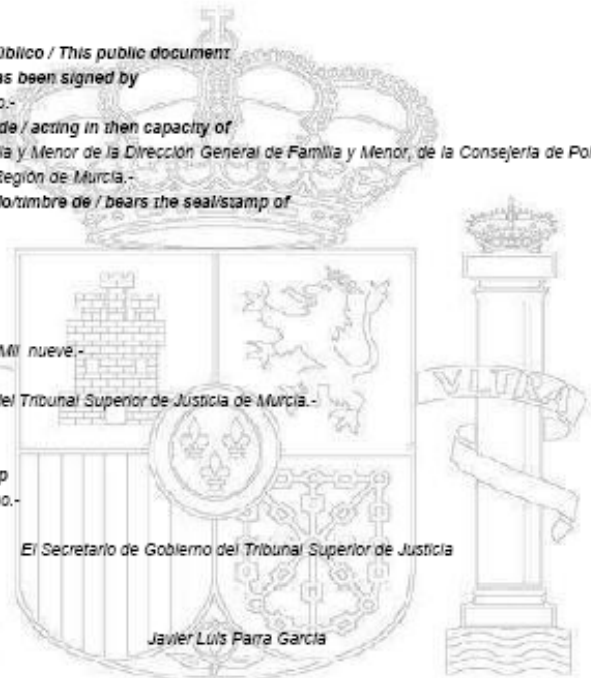 úblico / This public document
as been signed by
o.-
de / acting in then capacity of
ia y Menor de la Dirección General de Familia y Menor, de la Consejería de Pol
Región de Murcia.-
lo/timbre de / bears the seal/stamp of
Mil nueve.-
VLTRA
del Tribunal Superior de Justicia de Murcia.-
p
o.-
El Secretario de Gobierno del Tribunal Superior de Justicia
Javier Luis Parra García